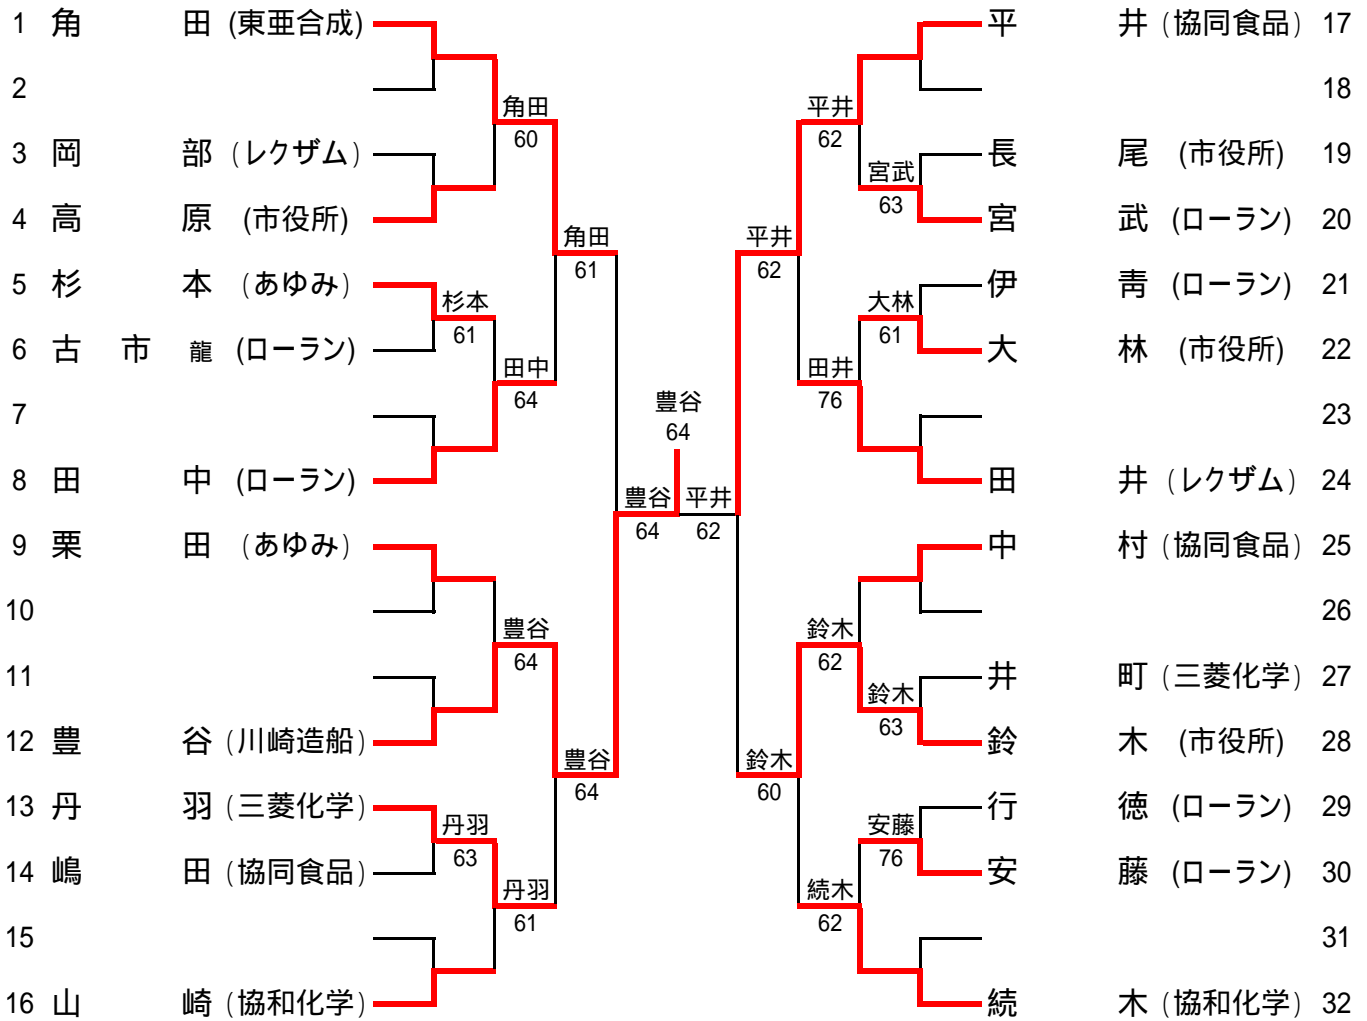 1 角 田 (東亜合成) 平 井 (協同食品) 17
2 18
角田 平井
60 62
3 岡 部 (レクザム) 長 尾 (市役所) 19
宮武
63
4 高 原 (市役所) 宮 武 (ローラン) 20
角田 平井
61 62
5 杉 本 (あゆみ) 伊 靑 (ローラン) 21
杉本 大林
61 61
6 古 市 龍 (ローラン) 大 林 (市役所) 22
田中 田井
64 76
7 23
豊谷
64
8 田 中 (ローラン) 田 井 (レクザム) 24
豊谷 平井
64 62
9 栗 田 (あゆみ) 中 村 (協同食品) 25
10 26
豊谷 鈴木
64 62
11 井 町 (三菱化学) 27
鈴木
63
12 豊 谷 (川崎造船) 鈴 木 (市役所) 28
豊谷 鈴木
64 60
13 丹 羽 (三菱化学) 行 徳 (ローラン) 29
丹羽 安藤
63 76
14 嶋 田 (協同食品) 安 藤 (ローラン) 30
丹羽 続木
61 62
15 31
16 山 崎 (協和化学) 続 木 (協和化学) 32